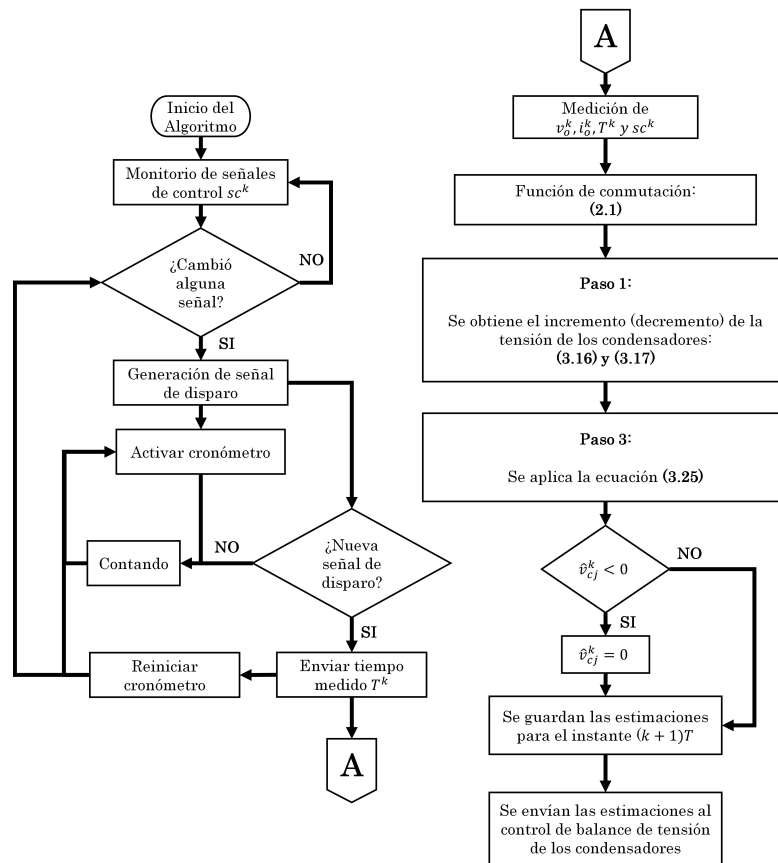 Inicio del
Algoritmo
Monitorio de señales
de control sc^k
¿Cambió
alguna
señal?
NO
SI
Generación de señal
de disparo
Activar cronómetro
Contando
NO
¿Nueva
señal de
disparo?
SI
Reiniciar
cronómetro
Enviar tiempo
medido T^k
A
A
Medición de
v_o^k, i_o^k, T^k y sc^k
Función de conmutación:
(2.1)
Paso 1:
Se obtiene el incremento (decremento) de la
tensión de los condensadores:
(3.16) y (3.17)
Paso 3:
Se aplica la ecuación (3.25)
v̂_cj^k < 0
NO
SI
v̂_cj^k = 0
Se guardan las estimaciones
para el instante (k + 1)T
Se envían las estimaciones al
control de balance de tensión
de los condensadores